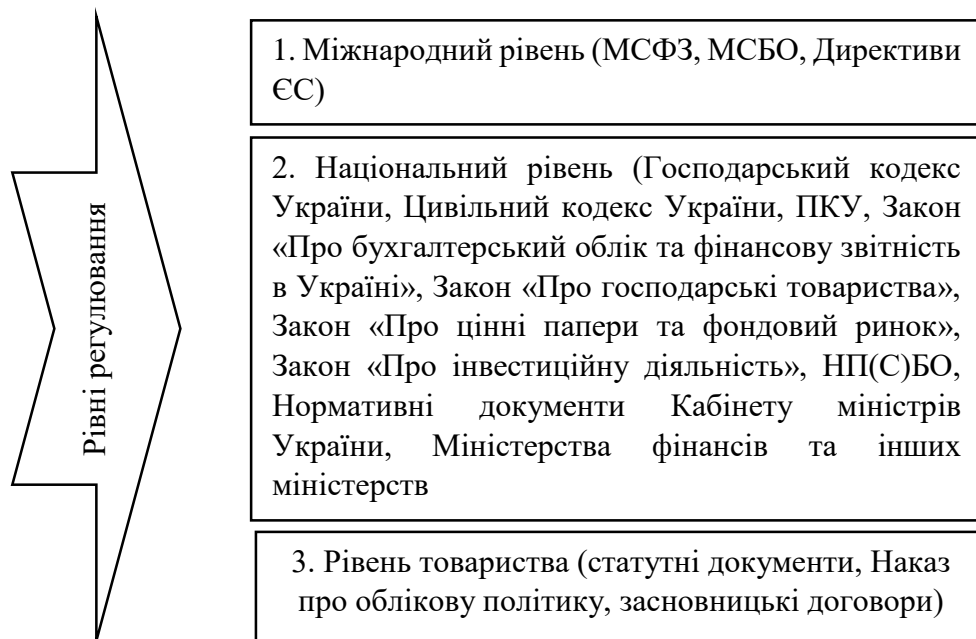 Рівні регулювання
1. Міжнародний рівень (МСФЗ, МСБО, Директиви
ЄС)
2. Національний рівень (Господарський кодекс
України, Цивільний кодекс України, ПКУ, Закон
«Про бухгалтерський облік та фінансову звітність
в Україні», Закон «Про господарські товариства»,
Закон «Про цінні папери та фондовий ринок»,
Закон «Про інвестиційну діяльність», НП(С)БО,
Нормативні документи Кабінету міністрів
України, Міністерства фінансів та інших
міністерств
3. Рівень товариства (статутні документи, Наказ
про облікову політику, засновницькі договори)